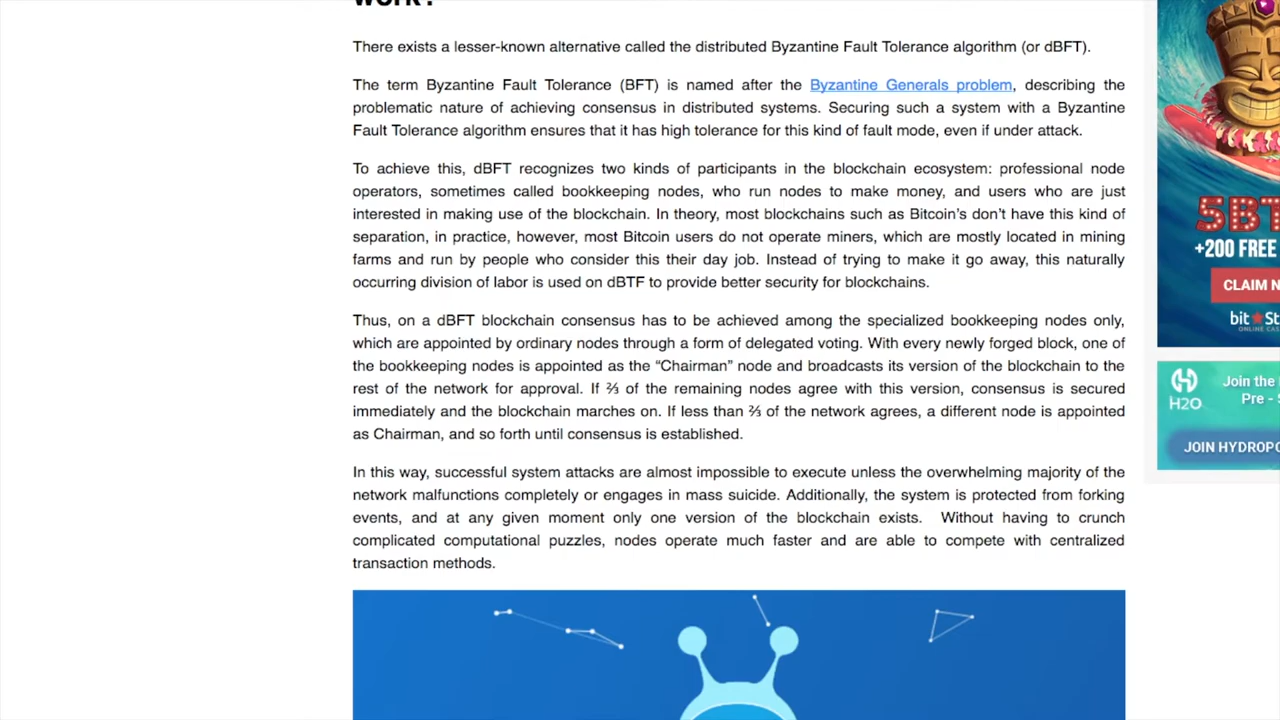 work?
There exists a lesser-known alternative called the distributed Byzantine Fault Tolerance algorithm (or dBFT).
The term Byzantine Fault Tolerance (BFT) is named after the Byzantine Generals problem, describing the
problematic nature of achieving consensus in distributed systems. Securing such a system with a Byzantine
Fault Tolerance algorithm ensures that it has high tolerance for this kind of fault mode, even if under attack.
To achieve this, dBFT recognizes two kinds of participants in the blockchain ecosystem: professional node
operators, sometimes called bookkeeping nodes, who run nodes to make money, and users who are just
interested in making use of the blockchain. In theory, most blockchains such as Bitcoin’s don’t have this kind of
separation, in practice, however, most Bitcoin users do not operate miners, which are mostly located in mining
farms and run by people who consider this their day job. Instead of trying to make it go away, this naturally
occurring division of labor is used on dBTF to provide better security for blockchains.
Thus, on a dBFT blockchain consensus has to be achieved among the specialized bookkeeping nodes only,
which are appointed by ordinary nodes through a form of delegated voting. With every newly forged block, one of
the bookkeeping nodes is appointed as the “Chairman” node and broadcasts its version of the blockchain to the
rest of the network for approval. If ⅔ of the remaining nodes agree with this version, consensus is secured
immediately and the blockchain marches on. If less than ⅔ of the network agrees, a different node is appointed
as Chairman, and so forth until consensus is established.
In this way, successful system attacks are almost impossible to execute unless the overwhelming majority of the
network malfunctions completely or engages in mass suicide. Additionally, the system is protected from forking
events, and at any given moment only one version of the blockchain exists. Without having to crunch
complicated computational puzzles, nodes operate much faster and are able to compete with centralized
transaction methods.
5BT
+200 FREE
CLAIM N
bit St
ONLINE CAS
H2O
Join the
Pre - S
JOIN HYDROPO